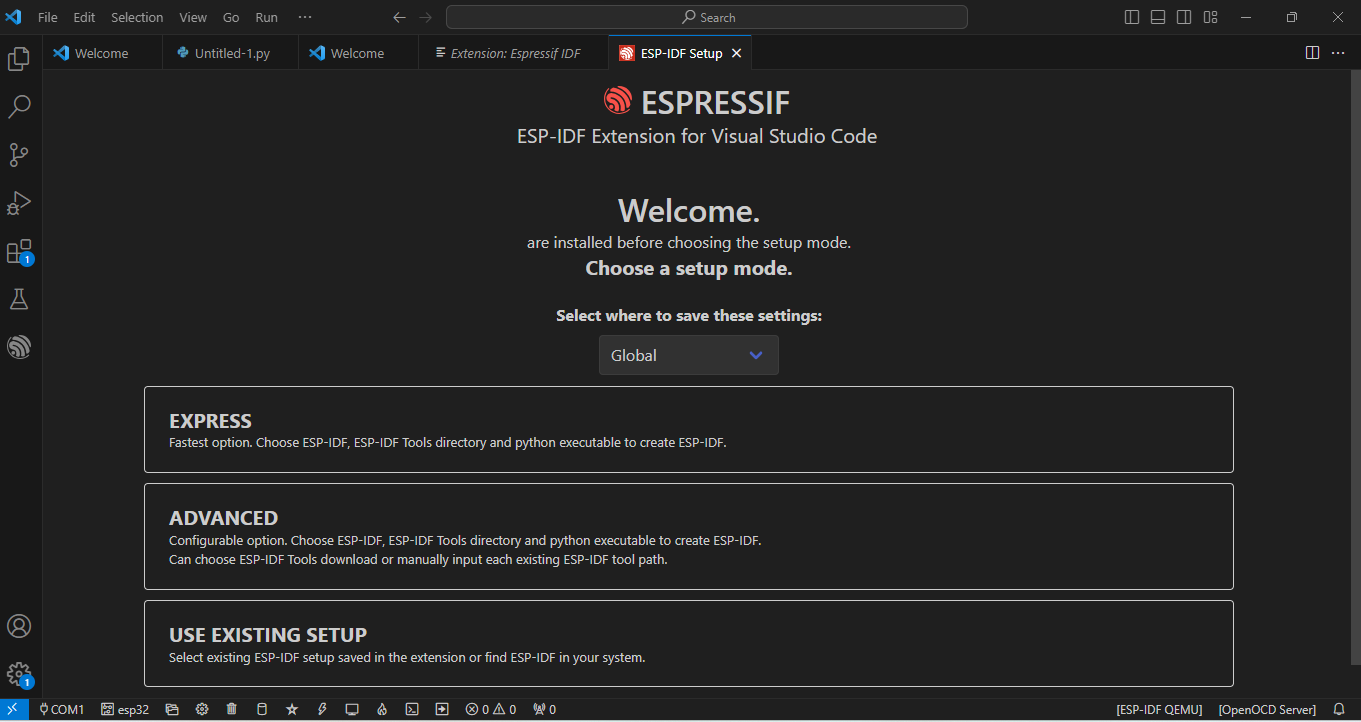 File Edit Selection View Go Run ··· Search
Welcome Untitled-1.py Welcome Extension: Espressif IDF ESP-IDF Setup
ESPRESSIF
ESP-IDF Extension for Visual Studio Code
Welcome.
are installed before choosing the setup mode.
Choose a setup mode.
Select where to save these settings:
Global
EXPRESS
Fastest option. Choose ESP-IDF, ESP-IDF Tools directory and python executable to create ESP-IDF.
ADVANCED
Configurable option. Choose ESP-IDF, ESP-IDF Tools directory and python executable to create ESP-IDF.
Can choose ESP-IDF Tools download or manually input each existing ESP-IDF tool path.
USE EXISTING SETUP
Select existing ESP-IDF setup saved in the extension or find ESP-IDF in your system.
1
1
COM1 esp32 0 0 0 [ESP-IDF QEMU] [OpenOCD Server]